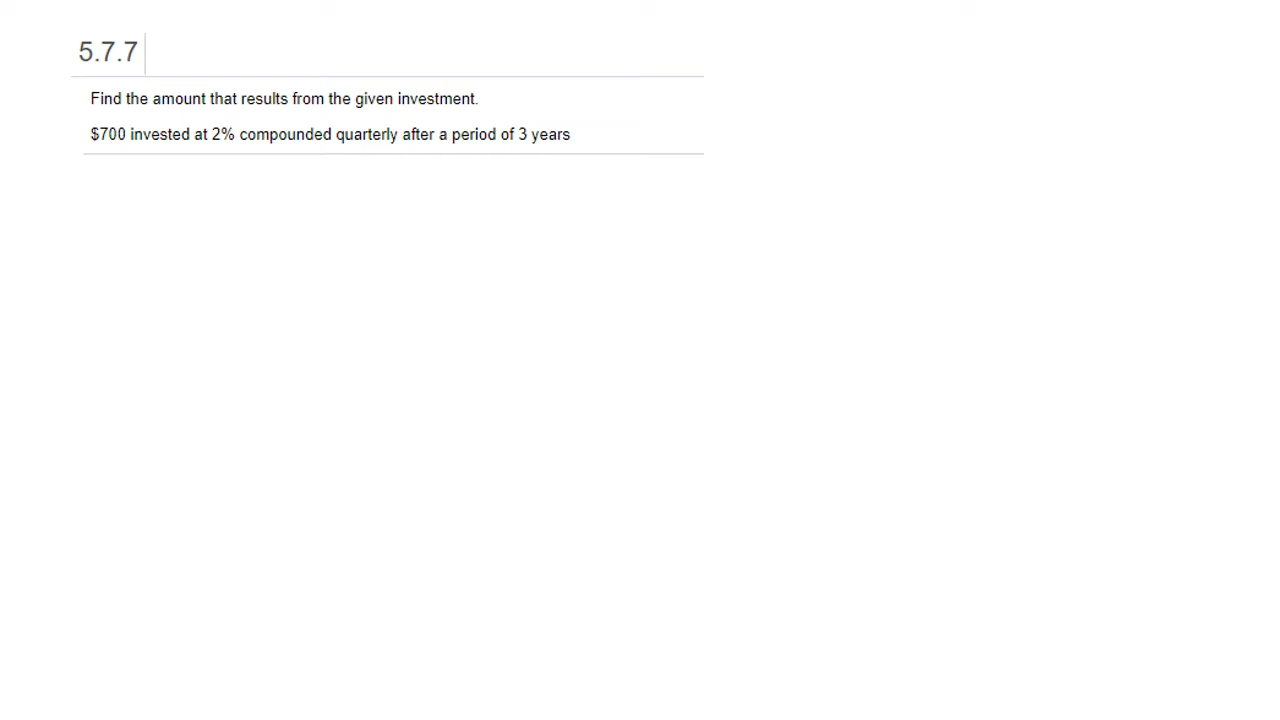 5.7.7
Find the amount that results from the given investment.
$700 invested at 2% compounded quarterly after a period of 3 years